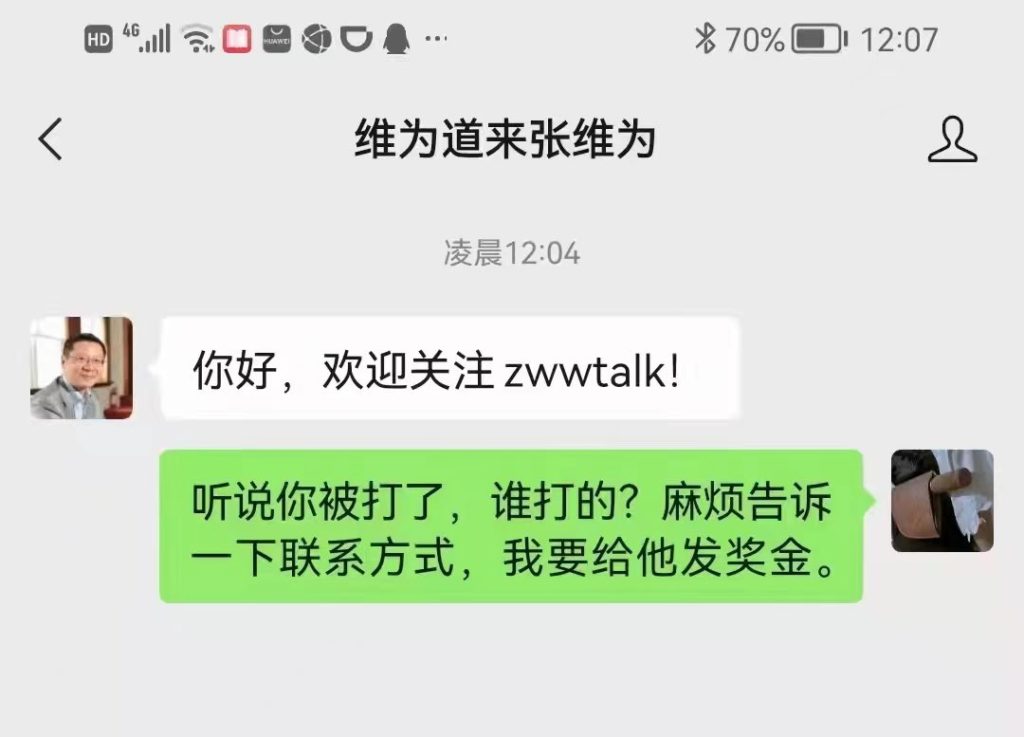 HD 4G HUAWEI 70% 12:07
维为道来张维为
凌晨12:04
你好，欢迎关注 zwwtalk！
听说你被打了，谁打的？麻烦告诉
一下联系方式，我要给他发奖金。